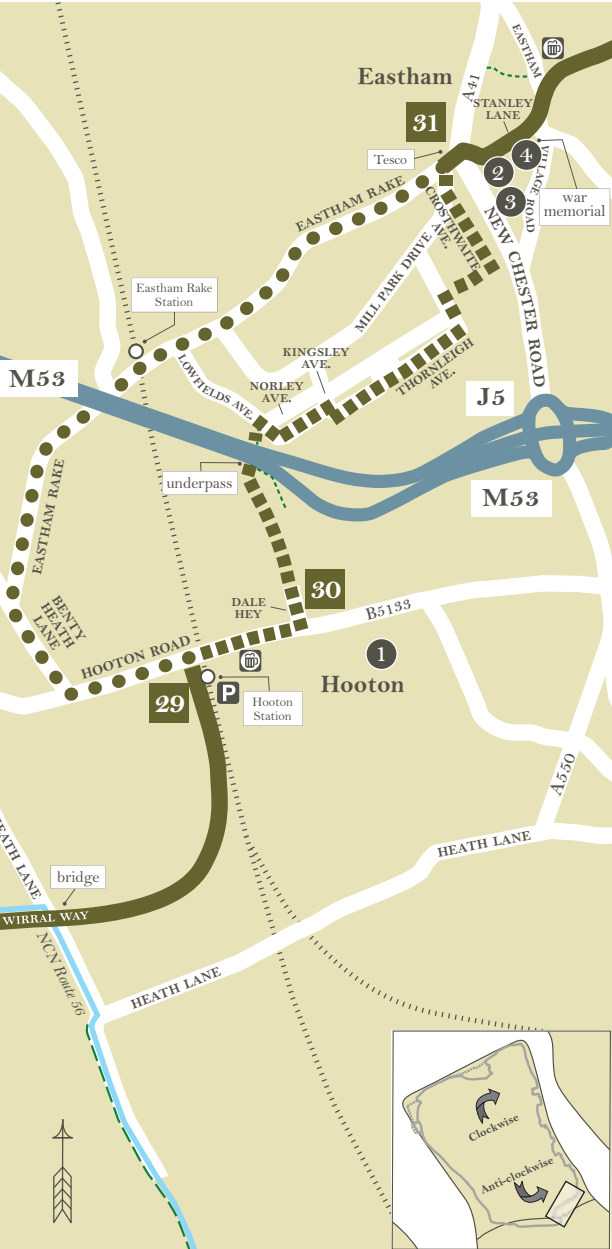 EASTHAM
Eastham
A41
STANLEY
LANE
31
Tesco
4
2
3
VILLAGE ROAD
war
memorial
EASTHAM RAKE
CROSTHWAITE
AVE.
NEW CHESTER ROAD
MILL PARK DRIVE
Eastham Rake
Station
KINGSLEY
AVE.
LOWFIELDS AVE.
NORLEY
AVE.
THORNLEIGH
AVE.
M53
J5
M53
underpass
EASTHAM RAKE
30
DALE
HEY
B5133
BENTY
HEATH
LANE
HOOTON ROAD
1
Hooton
P
29
Hooton
Station
A550
HEATH LANE
HEATH LANE
bridge
WIRRAL WAY
NCN Route 56
HEATH LANE
Clockwise
Anti-clockwise